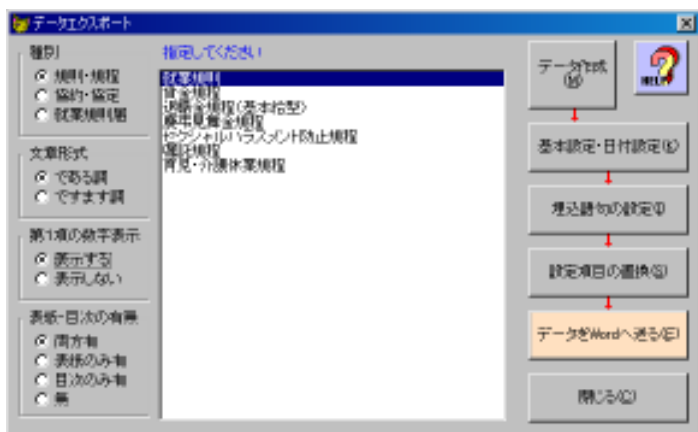 データエクスポート
種別
規則・規程
協約・協定
就業規則届
文章形式
である調
ですます調
第1項の数字表示
表示する
表示しない
表紙・目次の有無
両方有
表紙のみ有
目次のみ有
無
指定してください
就業規則
賃金規程
退職金規程(基本給型)
慶弔見舞金規程
セクシャルハラスメント防止規程
嘱託規程
育児・介護休業規程
データ作成
(M)
HELP
基本設定・日付設定(K)
埋込語句の設定(I)
設定項目の置換(S)
データをWordへ送る(E)
閉じる(C)